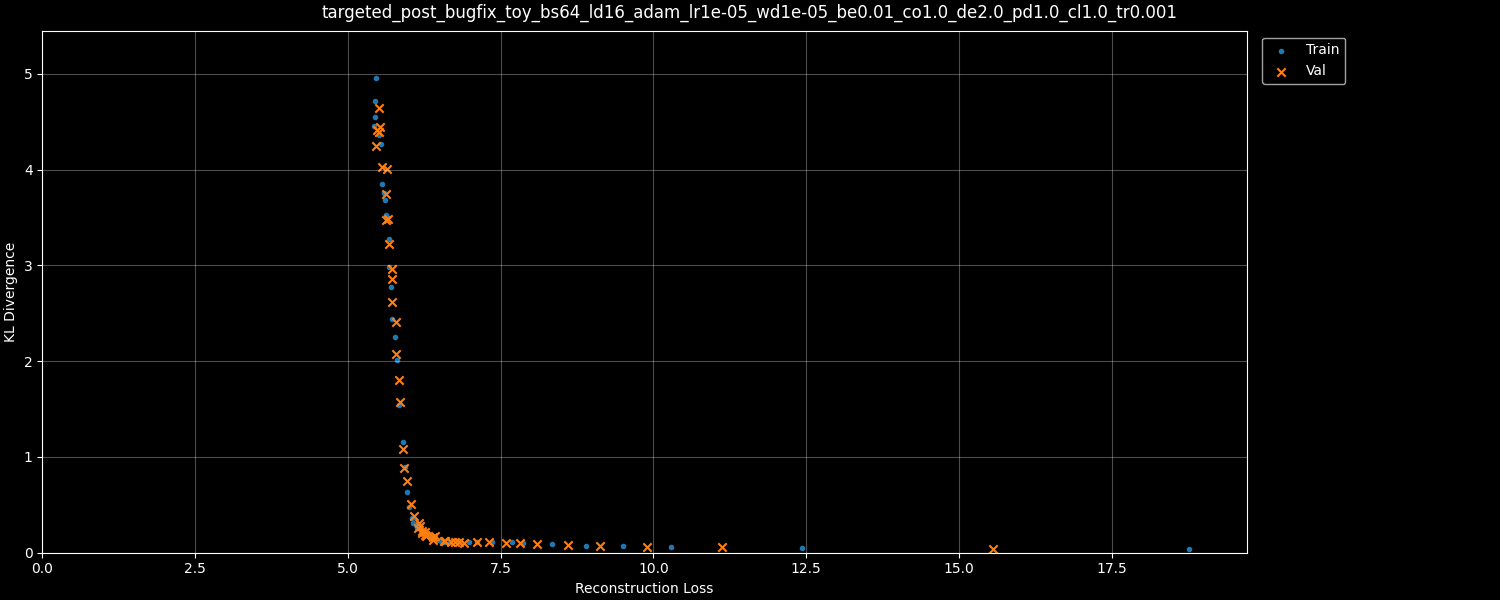 targeted_post_bugfix_toy_bs64_ld16_adam_lr1e-05_wd1e-05_be0.01_co1.0_de2.0_pd1.0_cl1.0_tr0.001
Train
Val
5
4
3
2
1
0
KL Divergence
0.0 2.5 5.0 7.5 10.0 12.5 15.0 17.5
Reconstruction Loss